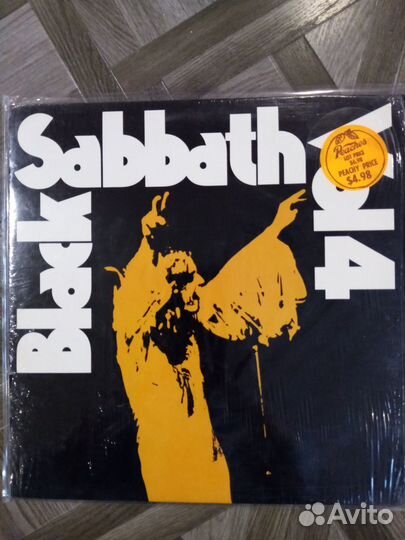 Black
Sabbath
Vol 4
Peaches
LIST PRICE
$6.98
PEACHY PRICE
$4.98
Avito